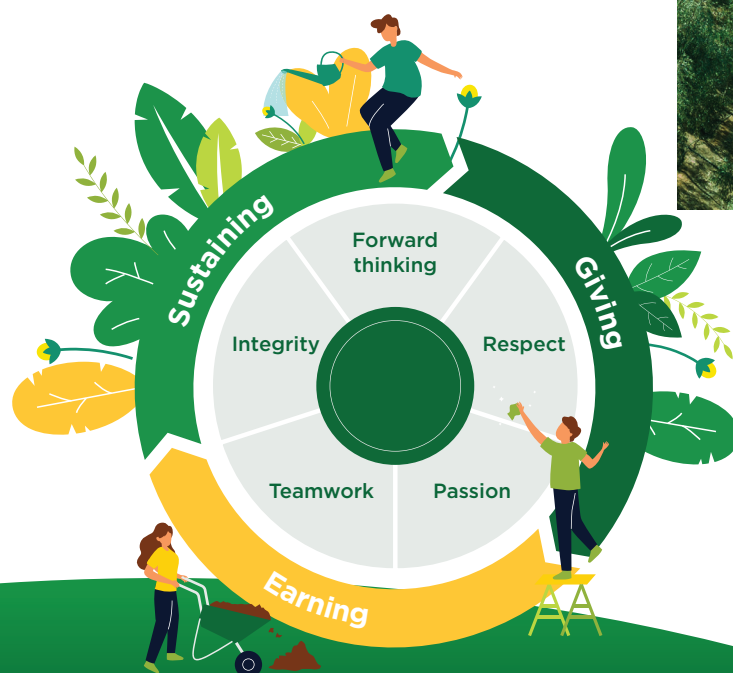 Sustaining
Giving
Forward
thinking
Integrity
Respect
Teamwork
Passion
Earning